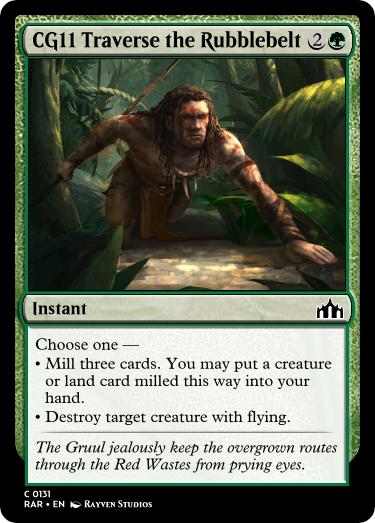 CG11 Traverse the Rubblebelt 2
Instant
Choose one —
• Mill three cards. You may put a creature
or land card milled this way into your
hand.
• Destroy target creature with flying.
The Gruul jealously keep the overgrown routes
through the Red Wastes from prying eyes.
C 0131
RAR • EN Rayven Studios